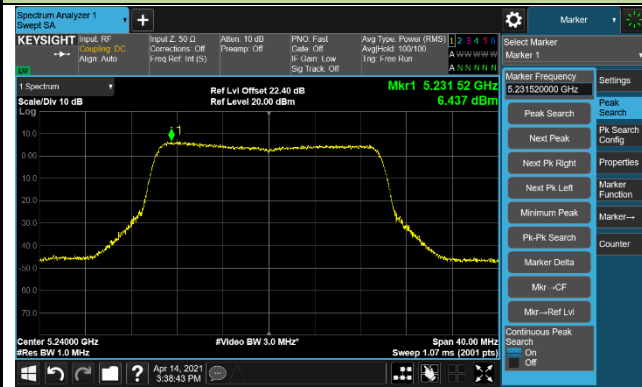 Spectrum Analyzer 1
Swept SA
Marker
KEYSIGHT
Input: RF
Coupling: DC
Align: Auto
Input Z: 50 Ω
Corrections: Off
Freq Ref: Int (S)
Atten: 10 dB
Preamp: Off
PNO: Fast
Gate: Off
IF Gain: Low
Sig Track: Off
Avg Type: Power (RMS)
Avg|Hold: 100/100
Trig: Free Run
1 2 3 4 5 6
A W W W W W
A N N N N N
LXI
Select Marker
Marker 1
1 Spectrum
Scale/Div 10 dB
Log
Ref Lvl Offset 22.40 dB
Ref Level 20.00 dBm
Mkr1 5.231 52 GHz
6.437 dBm
Marker Frequency
5.231520000 GHz
Settings
Peak Search
Peak
Search
Next Peak
Pk Search
Config
Next Pk Right
Properties
Next Pk Left
Marker
Function
Minimum Peak
Marker→
Pk-Pk Search
Counter
Marker Delta
Mkr→CF
Mkr→Ref Lvl
Continuous Peak
Search
On
Off
1
10.0
0.00
10.0
20.0
30.0
40.0
50.0
60.0
70.0
Center 5.24000 GHz
#Res BW 1.0 MHz
#Video BW 3.0 MHz*
Span 40.00 MHz
Sweep 1.07 ms (2001 pts)
?
Apr 14, 2021
3:38:43 PM